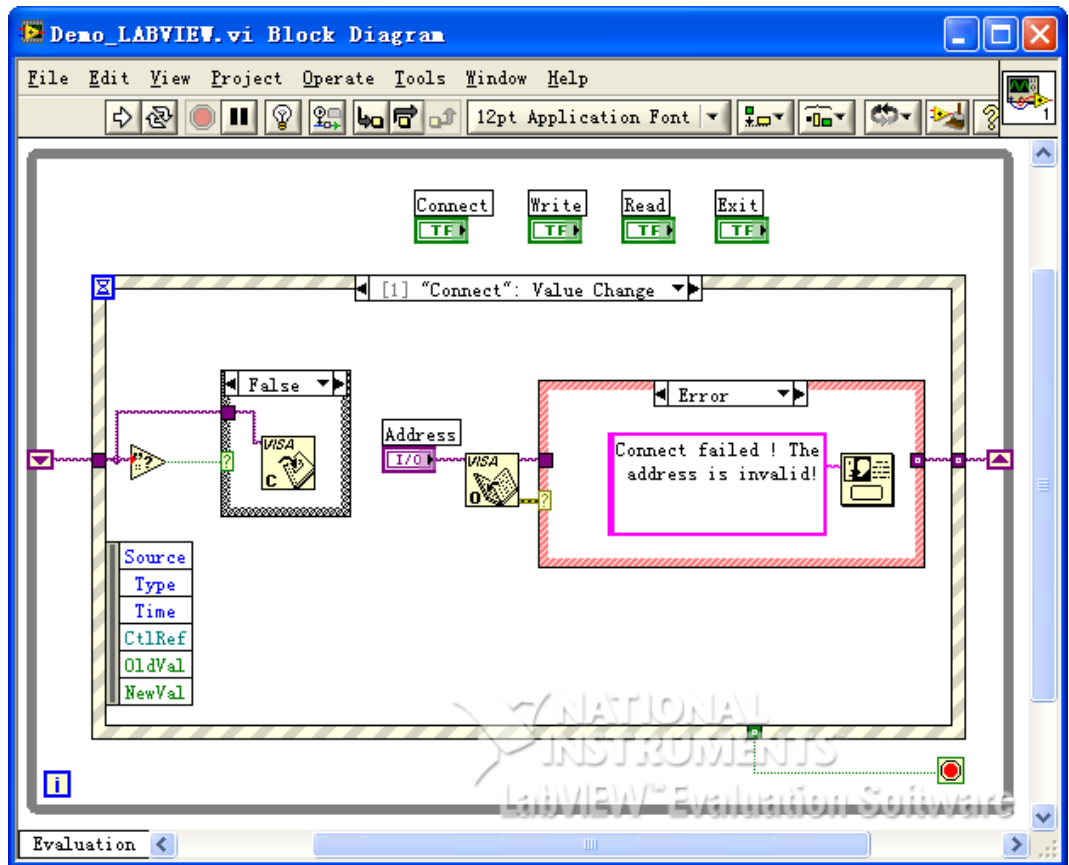 Demo_LABVIEW.vi Block Diagram
File Edit View Project Operate Tools Window Help
12pt Application Font
1
Connect Write Read Exit
TF TF TF TF
[1] "Connect": Value Change
False
Error
Address
I/O
VISA
C
VISA
O
?
?
?
Connect failed ! The
address is invalid!
Source
Type
Time
CtlRef
OldVal
NewVal
i
NATIONAL
INSTRUMENTS
LabVIEW™ Evaluation Software
Evaluation